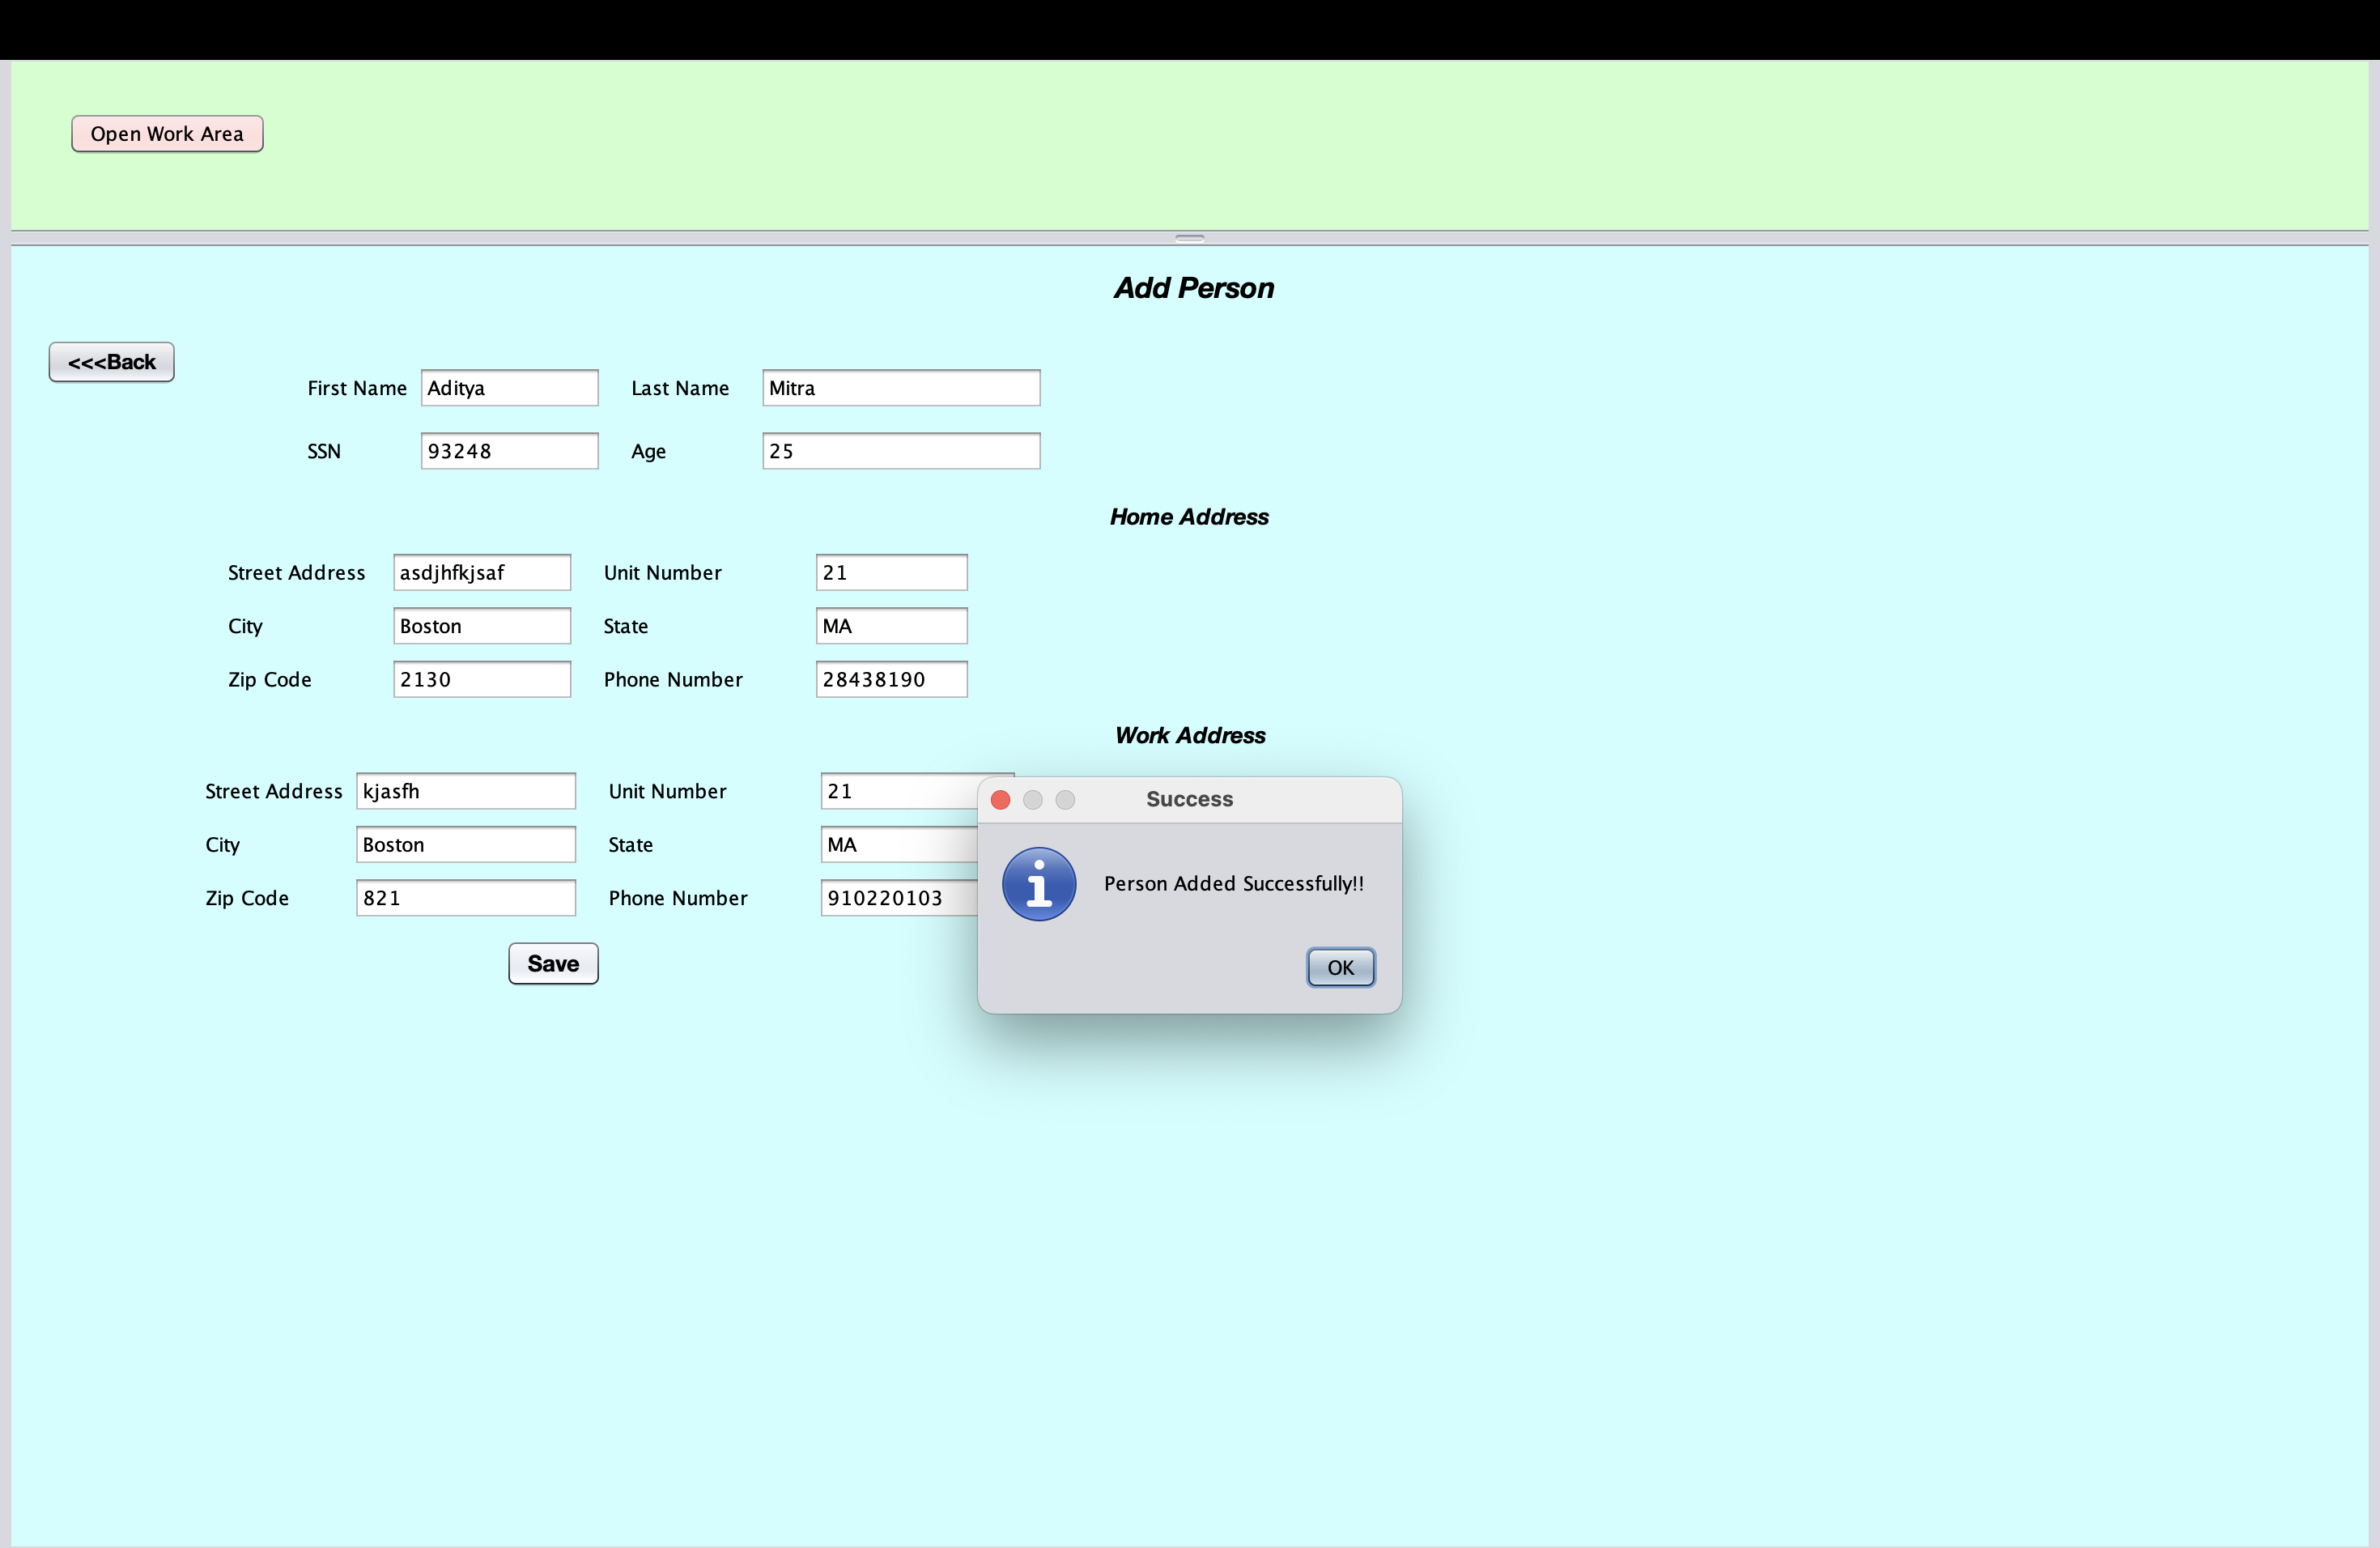 Open Work Area
Add Person
<<<Back
First Name Aditya Last Name Mitra
SSN 93248 Age 25
Home Address
Street Address asdjhfkjsaf Unit Number 21
City Boston State MA
Zip Code 2130 Phone Number 28438190
Work Address
Street Address kjasfh Unit Number 21
City Boston State MA
Zip Code 821 Phone Number 910220103
Save
Success
Person Added Successfully!!
OK